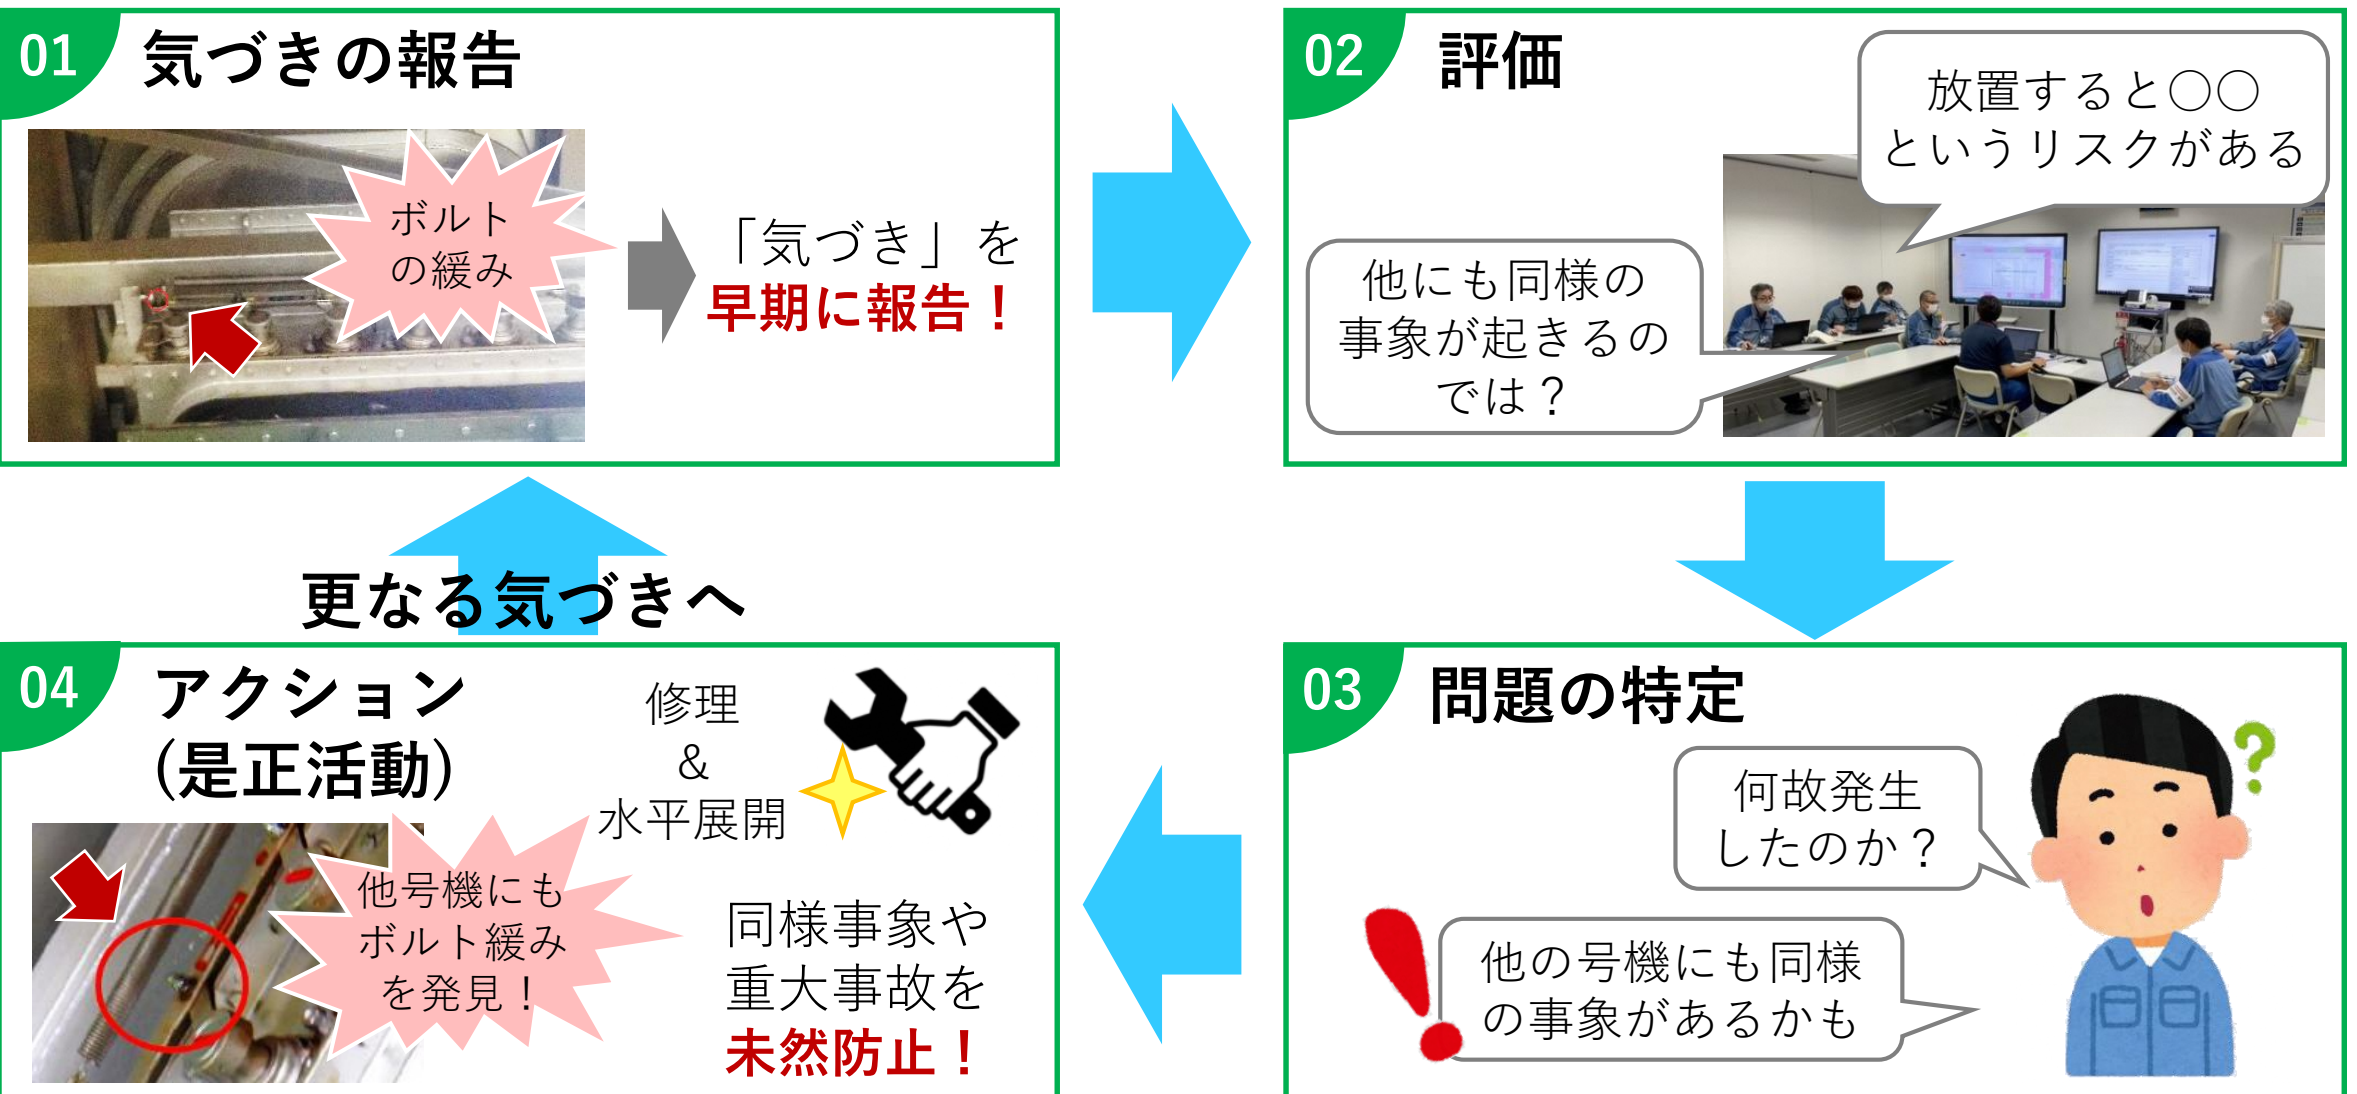 01
気づきの報告
ボルト
の緩み
「気づき」を
早期に報告！
02
評価
放置すると〇〇
というリスクがある
他にも同様の
事象が起きるの
では？
03
問題の特定
何故発生
したのか？
他の号機にも同様
の事象があるかも
更なる気づきへ
04
アクション
(是正活動)
修理
&
水平展開
他号機にも
ボルト緩み
を発見！
同様事象や
重大事故を
未然防止！